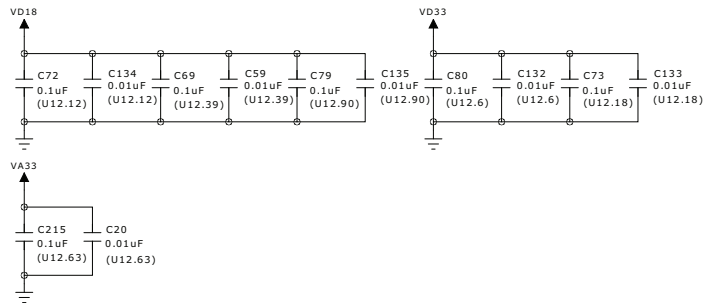 VD18
VD33
C72
0.1uF
(U12.12)
C134
0.01uF
(U12.12)
C69
0.1uF
(U12.39)
C59
0.01uF
(U12.39)
C79
0.1uF
(U12.90)
C135
0.01uF
(U12.90)
C80
0.1uF
(U12.6)
C132
0.01uF
(U12.6)
C73
0.1uF
(U12.18)
C133
0.01uF
(U12.18)
VA33
C215
0.1uF
(U12.63)
C20
0.01uF
(U12.63)